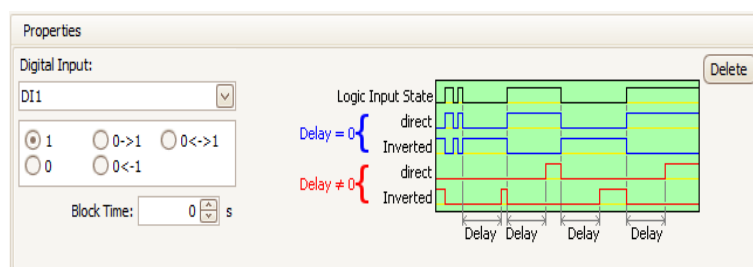 Properties
Digital Input:
Delete
DI1
Logic Input State
1 0->1 0<->1
0 0<-1
Delay = 0{ direct
Inverted
Delay ≠ 0{ direct
Inverted
Block Time: 0 s
Delay Delay Delay Delay